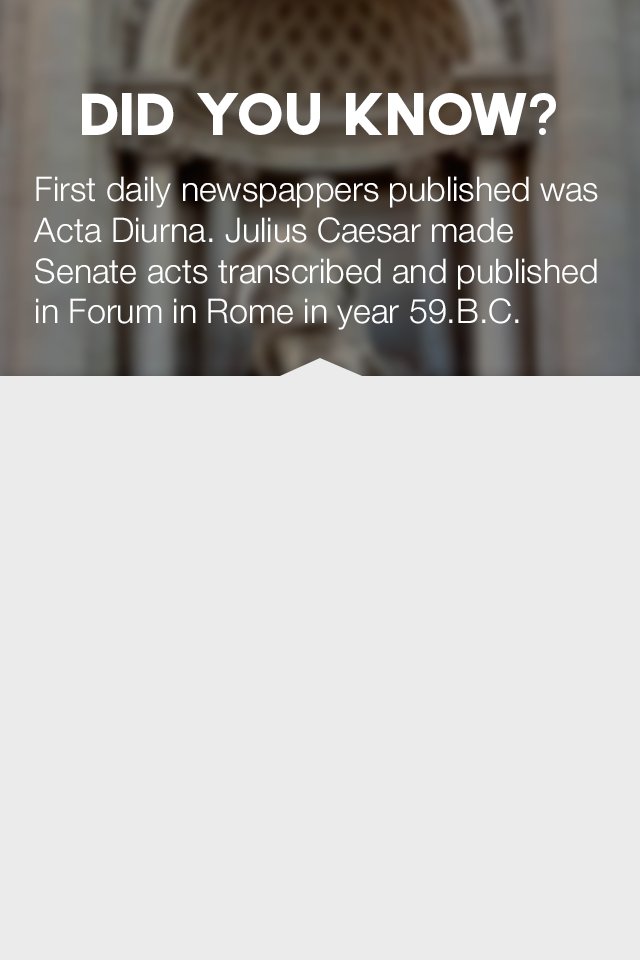 DID YOU KNOW?
First daily newspappers published was
Acta Diurna. Julius Caesar made
Senate acts transcribed and published
in Forum in Rome in year 59.B.C.